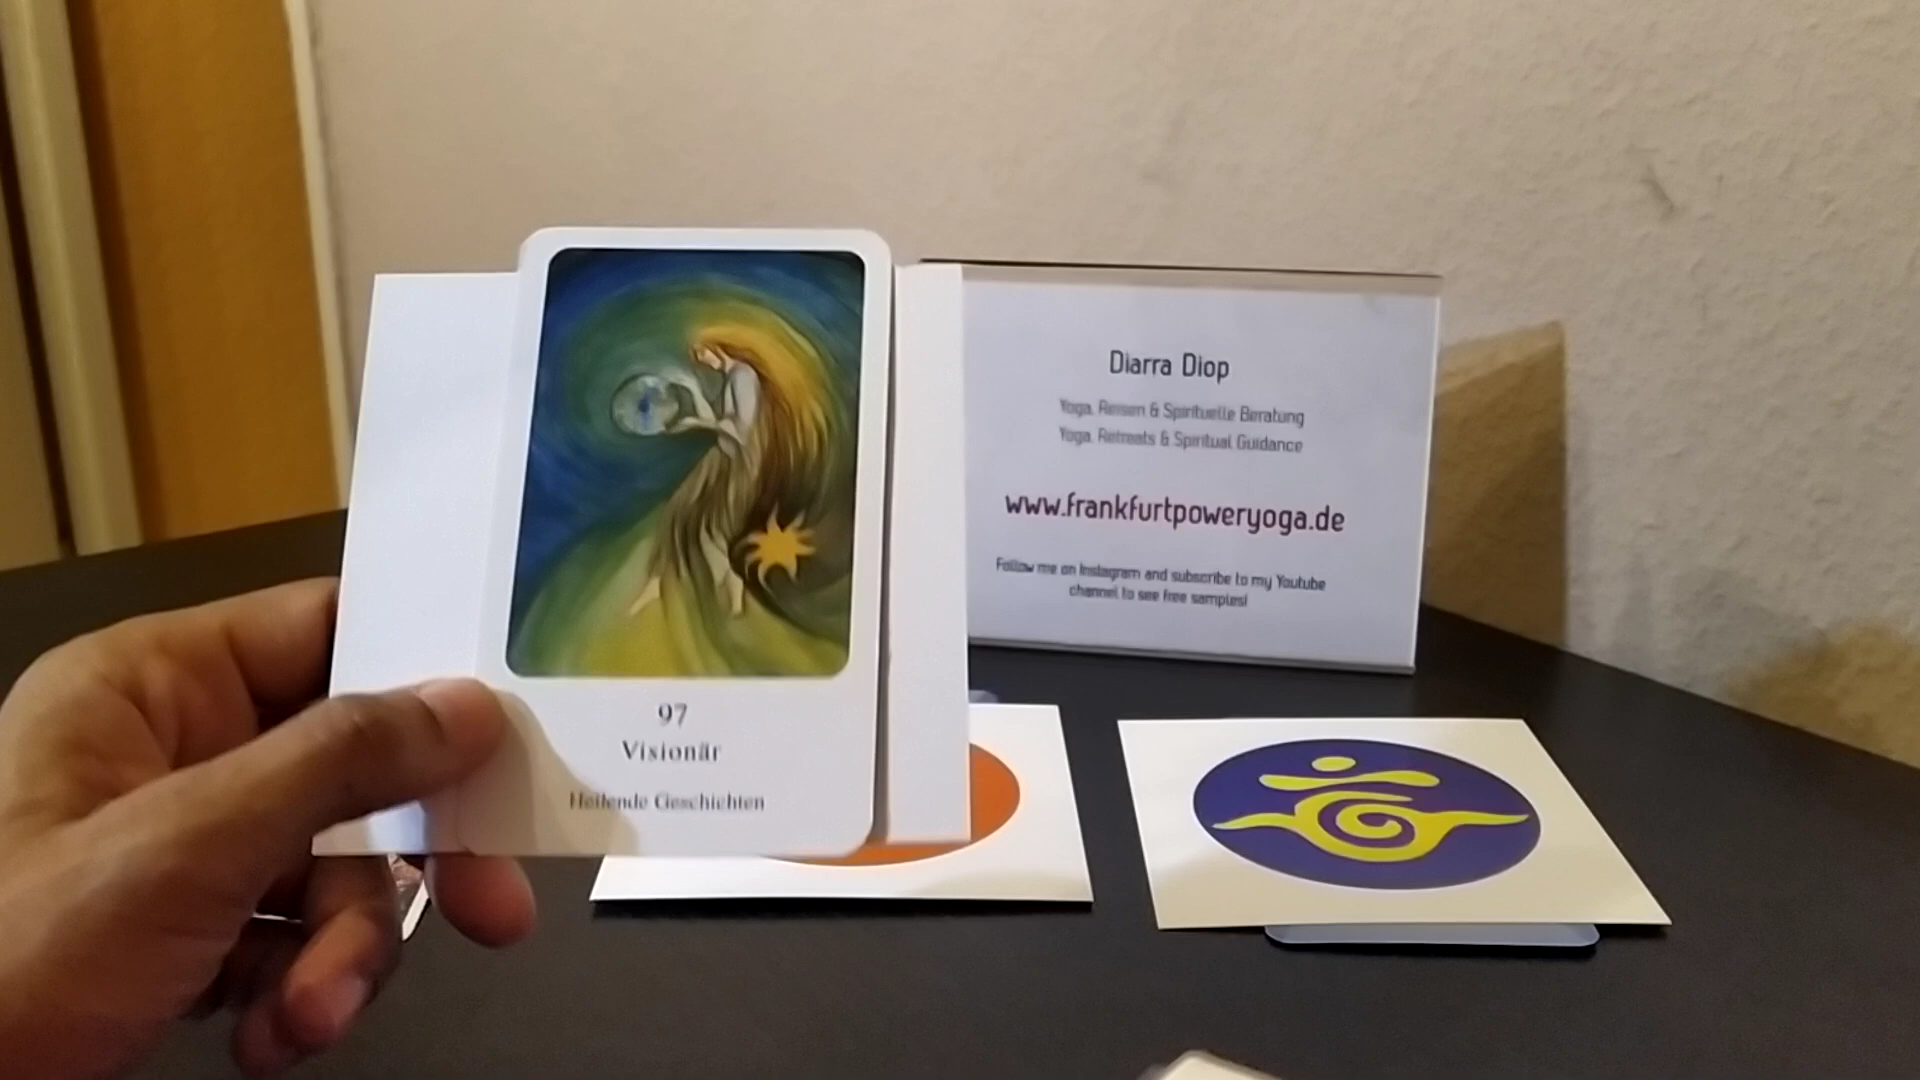 97
Visionär
Heilende Geschichten
Diarra Diop
Yoga, Reisen & Spirituelle Beratung
Yoga, Retreats & Spiritual Guidance
www.frankfurtpoweryoga.de
Follow me on Instagram and subscribe to my Youtube
channel to see free samples!